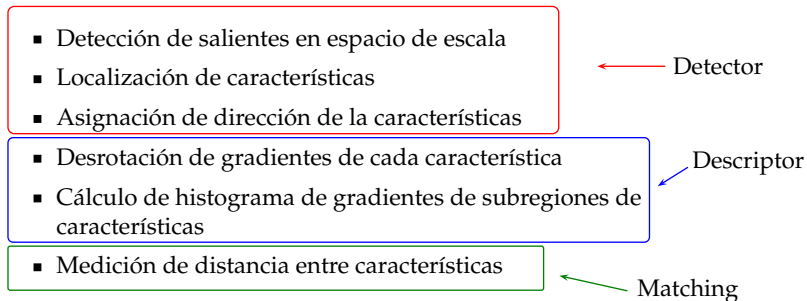 ▪ Detección de salientes en espacio de escala
▪ Localización de características
Detector
▪ Asignación de dirección de la características
▪ Desrotación de gradientes de cada característica
Descriptor
▪ Cálculo de histograma de gradientes de subregiones de
características
▪ Medición de distancia entre características
Matching